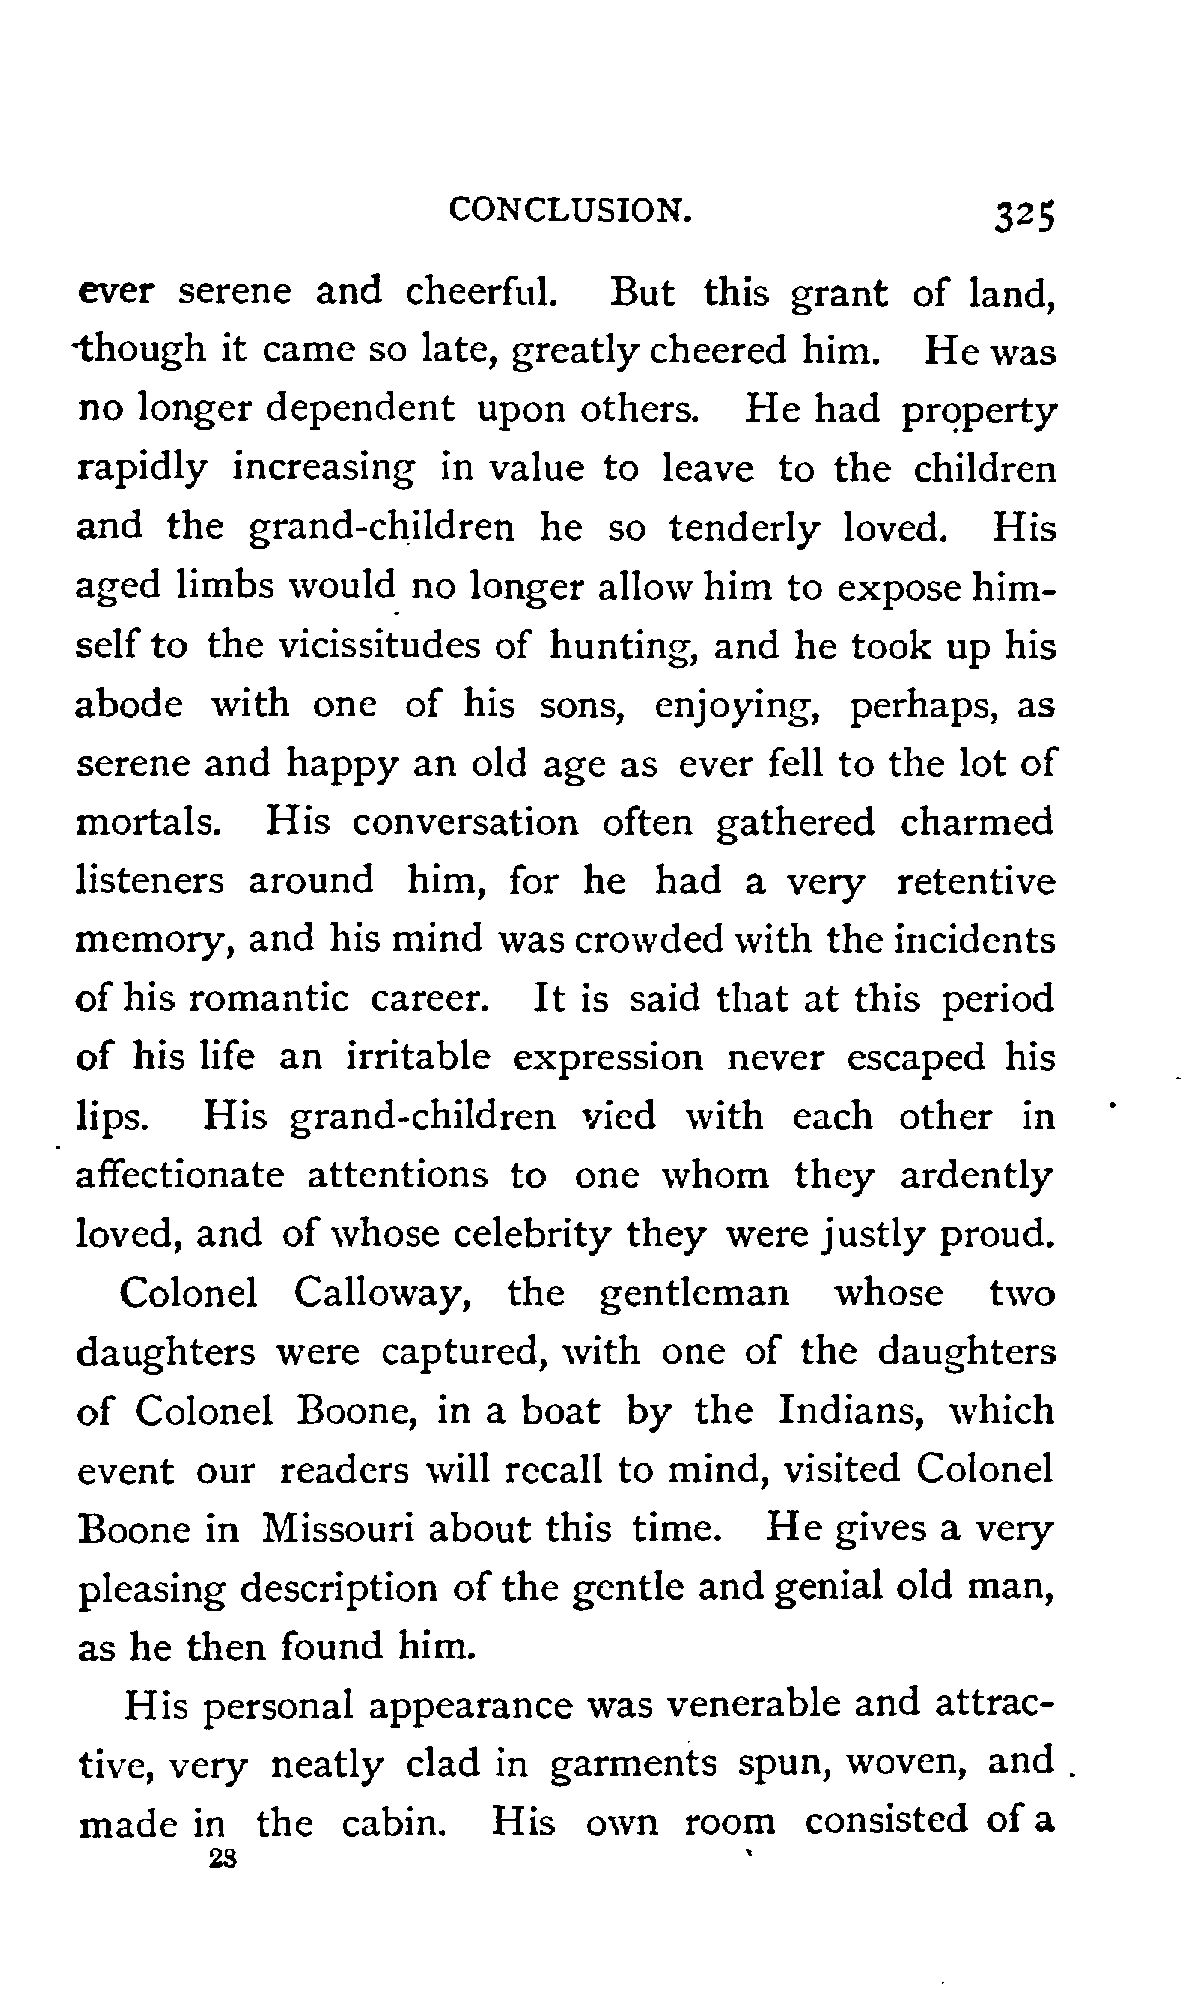 CONCLUSION. 325
ever serene and cheerful. But this grant of land,
though it came so late, greatly cheered him. He was
no longer dependent upon others. He had property
rapidly increasing in value to leave to the children
and the grand-children he so tenderly loved. His
aged limbs would no longer allow him to expose him-
self to the vicissitudes of hunting, and he took up his
abode with one of his sons, enjoying, perhaps, as
serene and happy an old age as ever fell to the lot of
mortals. His conversation often gathered charmed
listeners around him, for he had a very retentive
memory, and his mind was crowded with the incidents
of his romantic career. It is said that at this period
of his life an irritable expression never escaped his
lips. His grand-children vied with each other in
affectionate attentions to one whom they ardently
loved, and of whose celebrity they were justly proud.
Colonel Calloway, the gentleman whose two
daughters were captured, with one of the daughters
of Colonel Boone, in a boat by the Indians, which
event our readers will recall to mind, visited Colonel
Boone in Missouri about this time. He gives a very
pleasing description of the gentle and genial old man,
as he then found him.
His personal appearance was venerable and attrac-
tive, very neatly clad in garments spun, woven, and
made in the cabin. His own room consisted of a
28